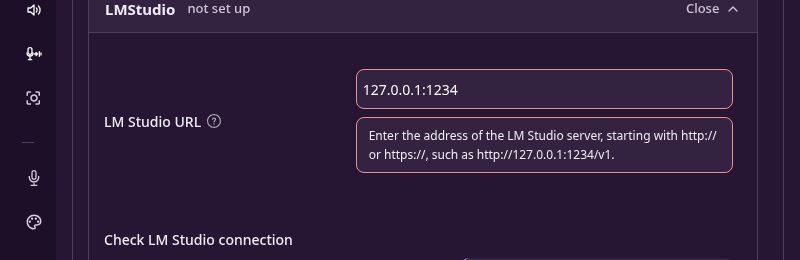 LMStudio not set up Close
127.0.0.1:1234
LM Studio URL ?
Enter the address of the LM Studio server, starting with http://
or https://, such as http://127.0.0.1:1234/v1.
Check LM Studio connection